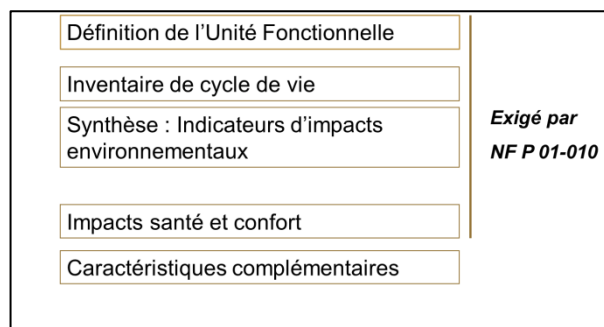 Définition de l’Unité Fonctionnelle
Inventaire de cycle de vie
Synthèse : Indicateurs d’impacts
environnementaux
Exigé par
NF P 01-010
Impacts santé et confort
Caractéristiques complémentaires